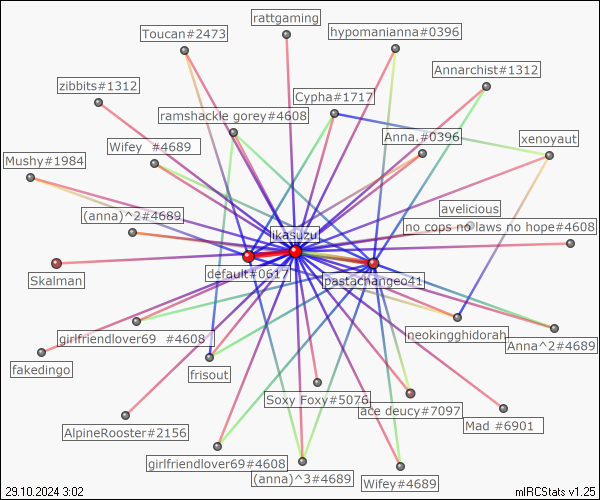 rattgaming
Toucan#2473
hypomanianna#0396
Annarchist#1312
zibbits#1312
Cypha#1717
ramshackle gorey#4608
Anna.#0396
xenoyaut
Wifey #4689
Mushy#1984
(anna)^2#4689
avelicious
no cops no laws no hope#4608
likasuzu
default#0617
pastachangeo41
Skalman
girlfriendlover69 #4608
neokingghidorah
Anna^2#4689
fakedingo
frisout
Soxy Foxy#5076
ace deucy#7097
Mad #6901
AlpineRooster#2156
girlfriendlover69#4608
(anna)^3#4689
Wifey#4689
29.10.2024 3:02
mIRCStats v1.25